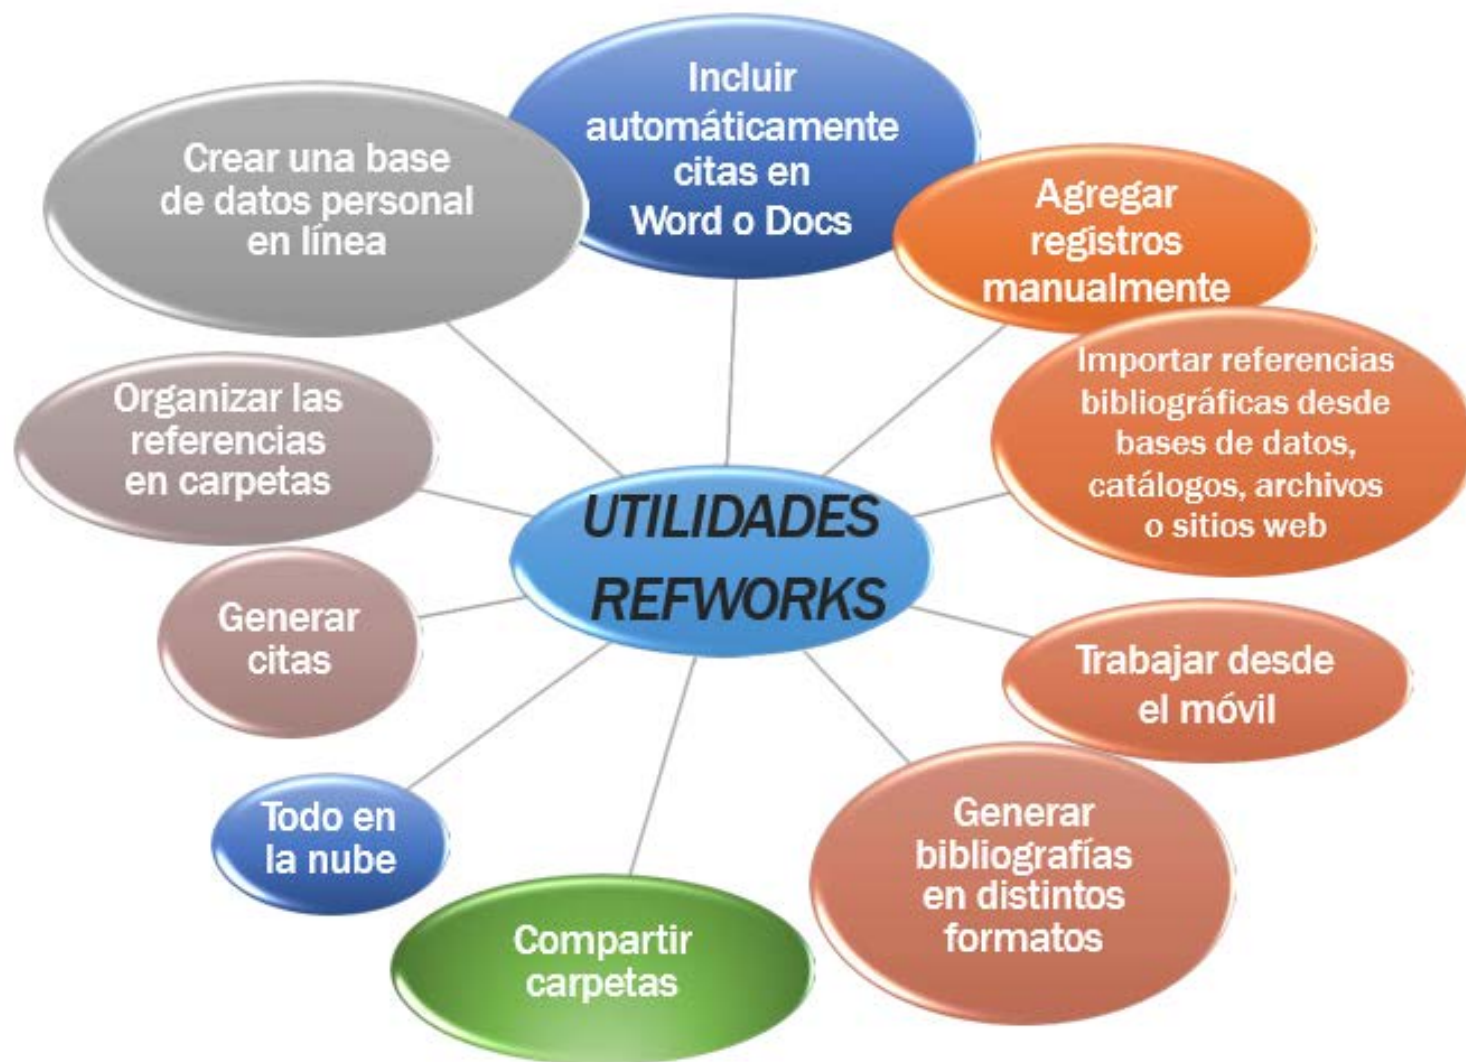 Incluir
automáticamente
citas en
Word o Docs
Agregar
registros
manualmente
Importar referencias
bibliográficas desde
bases de datos,
catálogos, archivos
o sitios web
Trabajar desde
el móvil
Generar
bibliografías
en distintos
formatos
Compartir
carpetas
Todo en
la nube
Generar
citas
Organizar las
referencias
en carpetas
Crear una base
de datos personal
en línea
UTILIDADES
REFWORKS